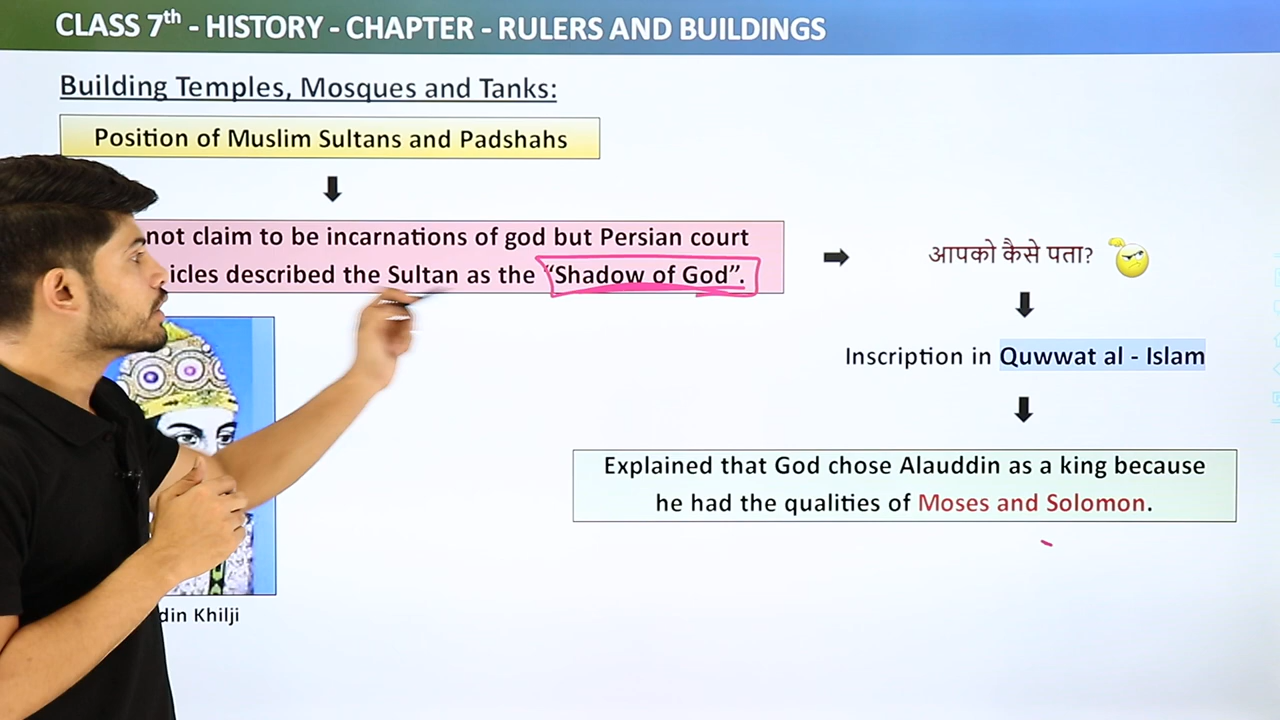 CLASS 7th - HISTORY - CHAPTER - RULERS AND BUILDINGS
Building Temples, Mosques and Tanks:
Position of Muslim Sultans and Padshahs
not claim to be incarnations of god but Persian court
icles described the Sultan as the “Shadow of God”.
आपको कैसे पता?
Inscription in Quwwat al - Islam
Explained that God chose Alauddin as a king because
he had the qualities of Moses and Solomon.
din Khilji